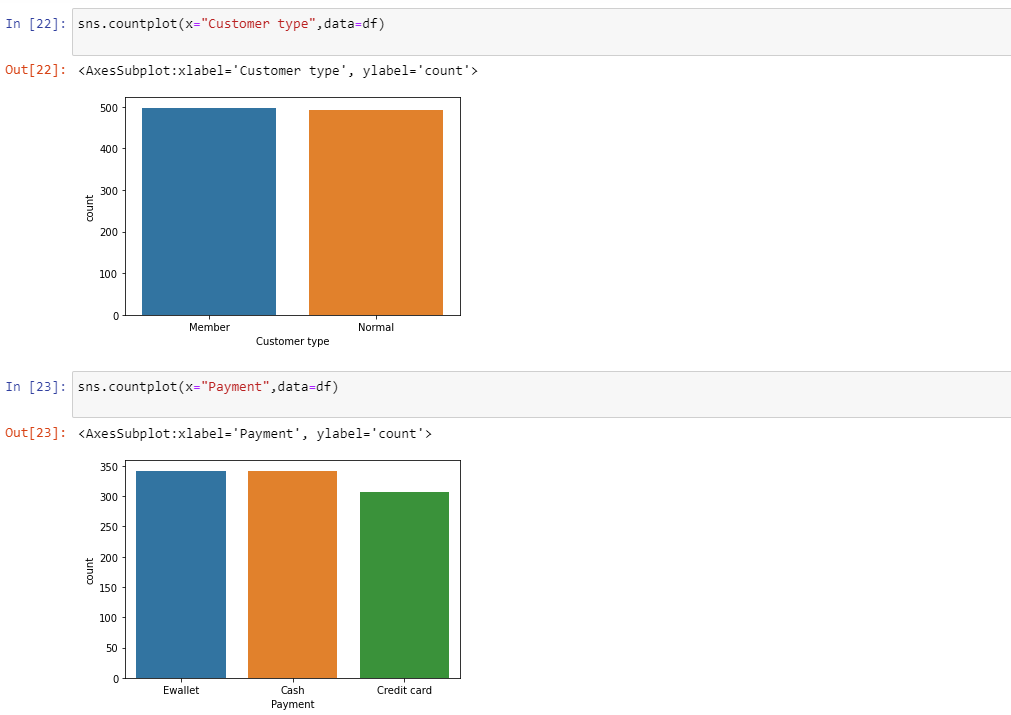 In [22]: sns.countplot(x="Customer type",data=df)
Out[22]: <AxesSubplot:xlabel='Customer type', ylabel='count'>
500
400
300
200
100
0
count
Member Normal
Customer type
In [23]: sns.countplot(x="Payment",data=df)
Out[23]: <AxesSubplot:xlabel='Payment', ylabel='count'>
350
300
250
200
150
100
50
0
count
Ewallet Cash Credit card
Payment